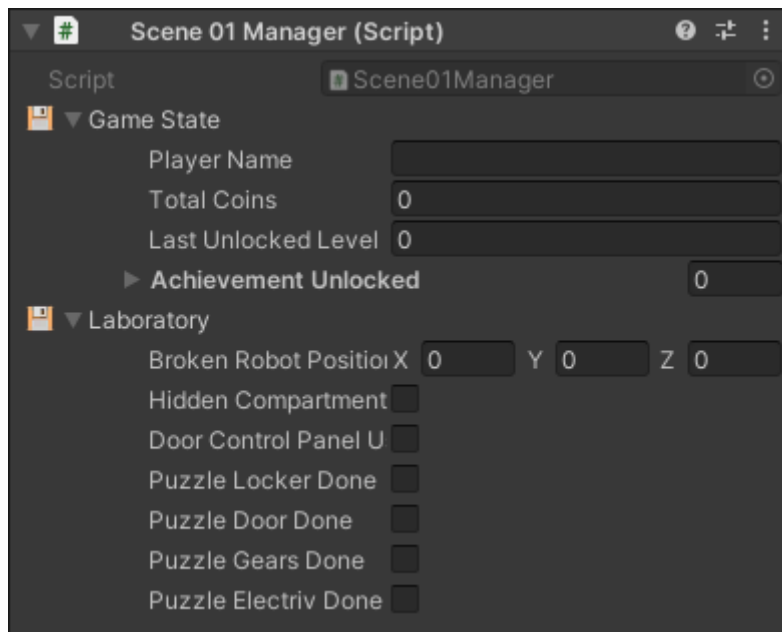 Scene 01 Manager (Script)
Script Scene01Manager
Game State
Player Name
Total Coins 0
Last Unlocked Level 0
Achievement Unlocked 0
Laboratory
Broken Robot Position X 0 Y 0 Z 0
Hidden Compartment
Door Control Panel U
Puzzle Locker Done
Puzzle Door Done
Puzzle Gears Done
Puzzle Electriv Done